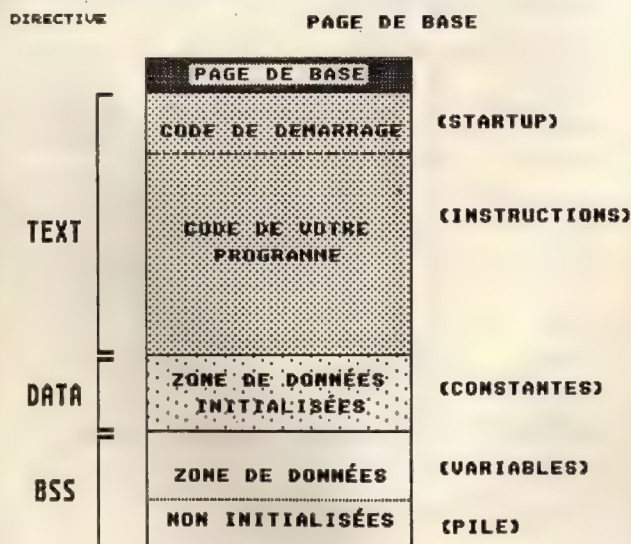 DIRECTIVE
PAGE DE BASE
PAGE DE BASE
CODE DE DEMARRAGE
(STARTUP)
TEXT
CODE DE VOTRE
PROGRAMME
(INSTRUCTIONS)
DATA
ZONE DE DONNÉES
INITIALISÉES
(CONSTANTES)
BSS
ZONE DE DONNÉES
(VARIABLES)
NON INITIALISÉES
(PILE)